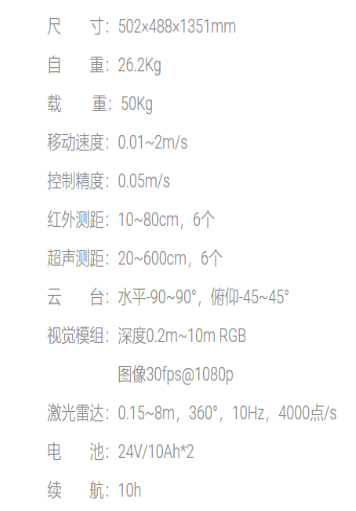 尺 寸：502×488×1351mm
自 重：26.2Kg
载 重：50Kg
移动速度：0.01~2m/s
控制精度：0.05m/s
红外测距：10~80cm，6个
超声测距：20~600cm，6个
云 台：水平-90~90°，俯仰-45~45°
视觉模组：深度0.2m~10m RGB
图像30fps@1080p
激光雷达：0.15~8m，360°，10Hz，4000点/s
电 池：24V/10Ah*2
续 航：10h